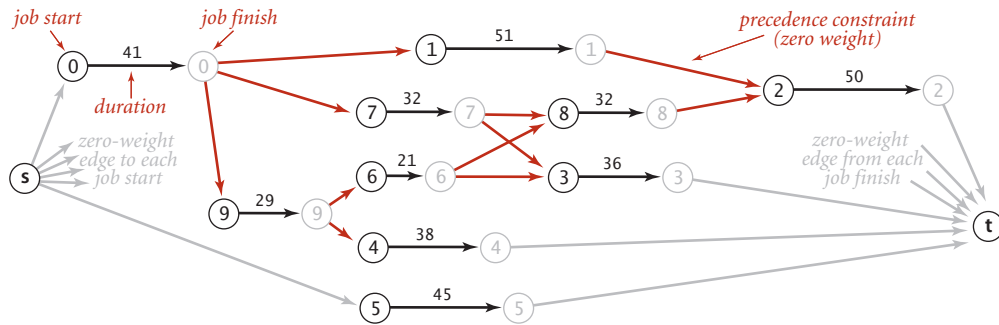 job start
job finish
precedence constraint
(zero weight)
41
51
50
0
0
1
1
2
2
duration
32
32
7
7
8
8
zero-weight
edge to each
job start
zero-weight
edge from each
job finish
21
36
s
6
6
3
3
29
9
9
38
4
4
t
45
5
5